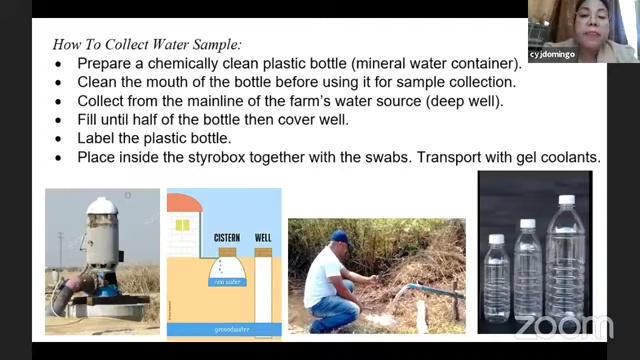 How To Collect Water Sample:
• Prepare a chemically clean plastic bottle (mineral water container).
• Clean the mouth of the bottle before using it for sample collection.
• Collect from the mainline of the farm's water source (deep well).
• Fill until half of the bottle then cover well.
• Label the plastic bottle.
• Place inside the styrobox together with the swabs. Transport with gel coolants.
cyjdomingo
CISTERN WELL
rain water
groundwater
zoom